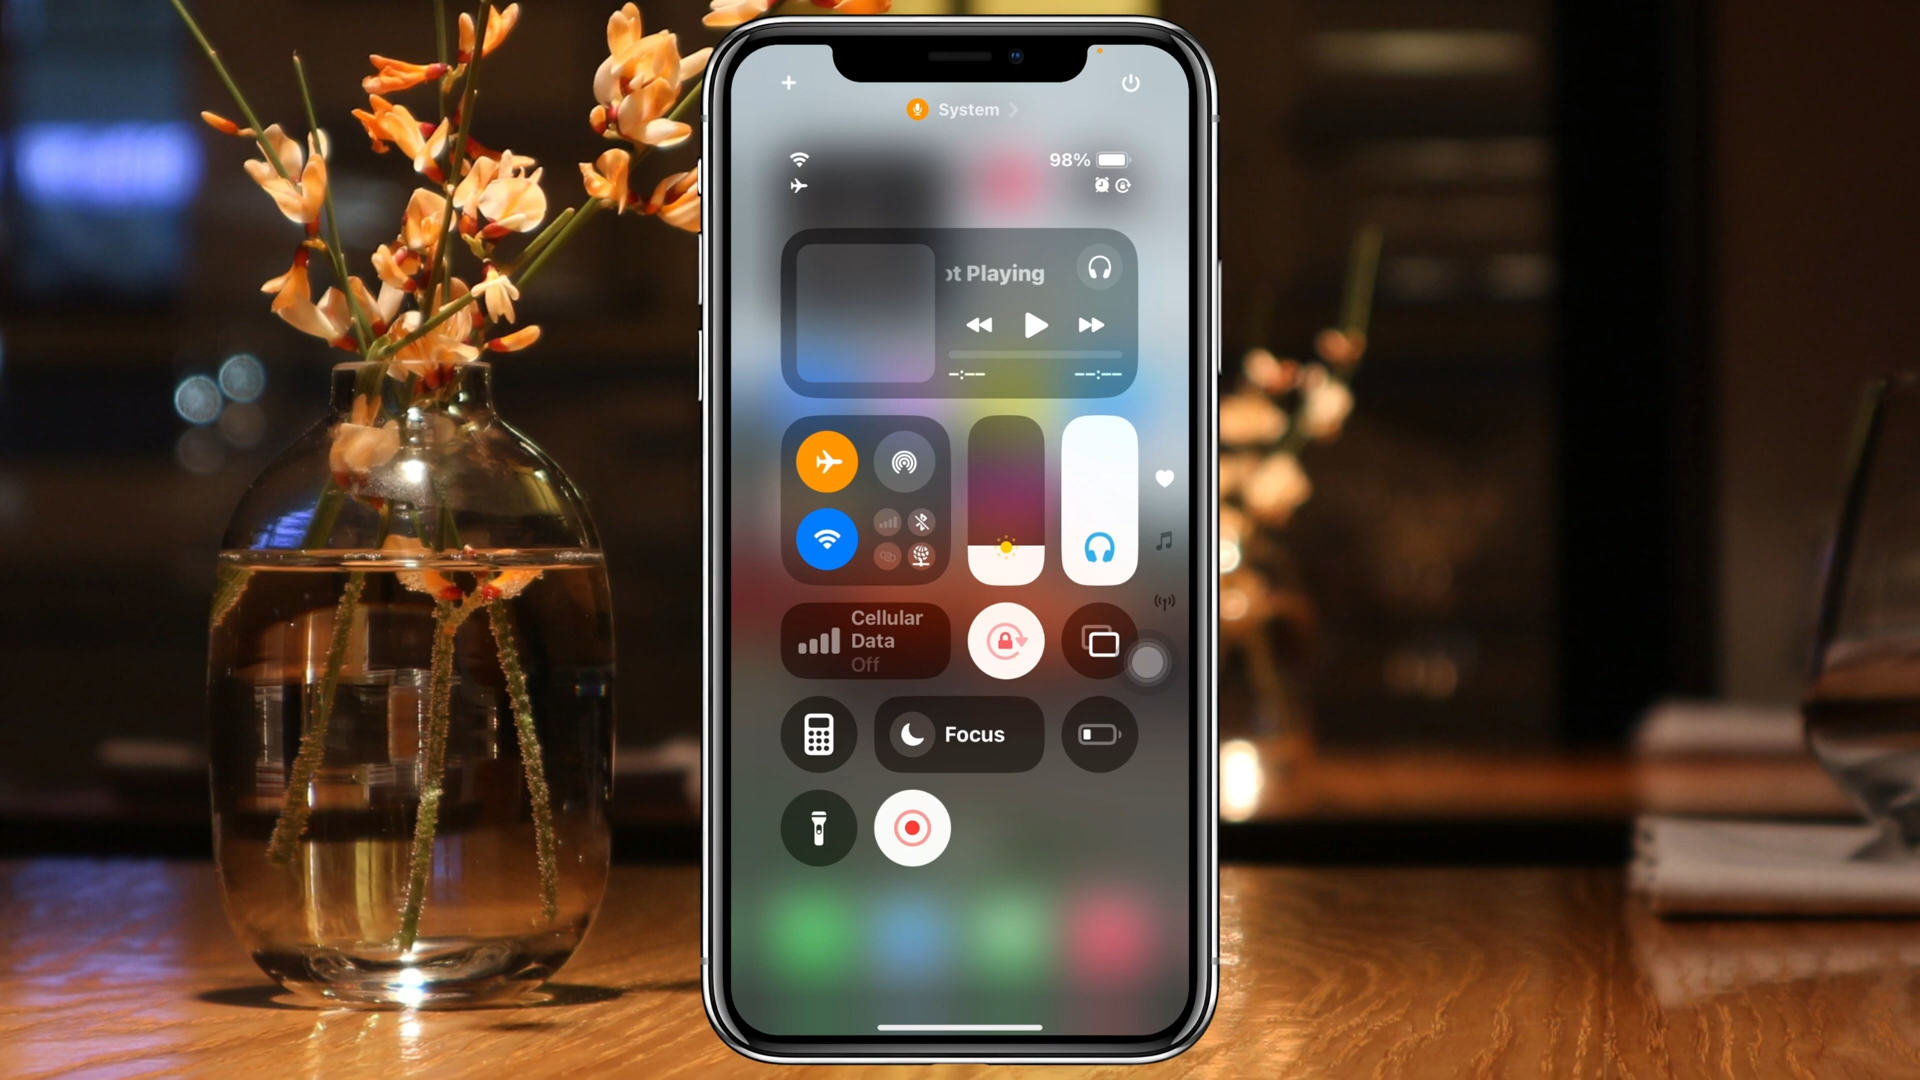 System
98%
ot Playing
-:-- --:--
Cellular
Data
Off
Focus